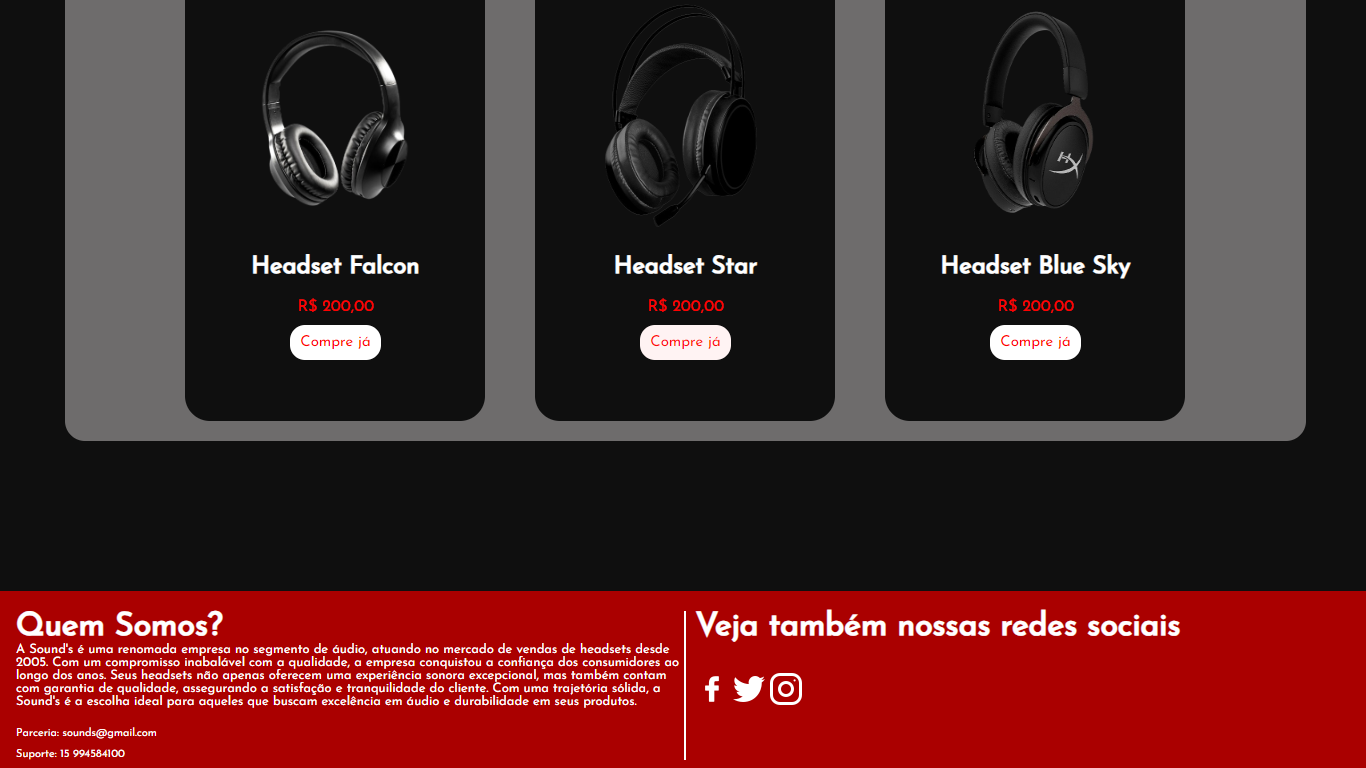 HX
Headset Falcon
Headset Star
Headset Blue Sky
R$ 200,00
R$ 200,00
R$ 200,00
Compre já
Compre já
Compre já
Quem Somos?
A Sound's é uma renomada empresa no segmento de áudio, atuando no mercado de vendas de headsets desde
2005. Com um compromisso inabalável com a qualidade, a empresa conquistou a confiança dos consumidores ao
longo dos anos. Seus headsets não apenas oferecem uma experiência sonora excepcional, mas também contam
com garantia de qualidade, assegurando a satisfação e tranquilidade do cliente. Com uma trajetória sólida, a
Sound's é a escolha ideal para aqueles que buscam excelência em áudio e durabilidade em seus produtos.
Parceria: sounds@gmail.com
Suporte: 15 994584100
Veja também nossas redes sociais